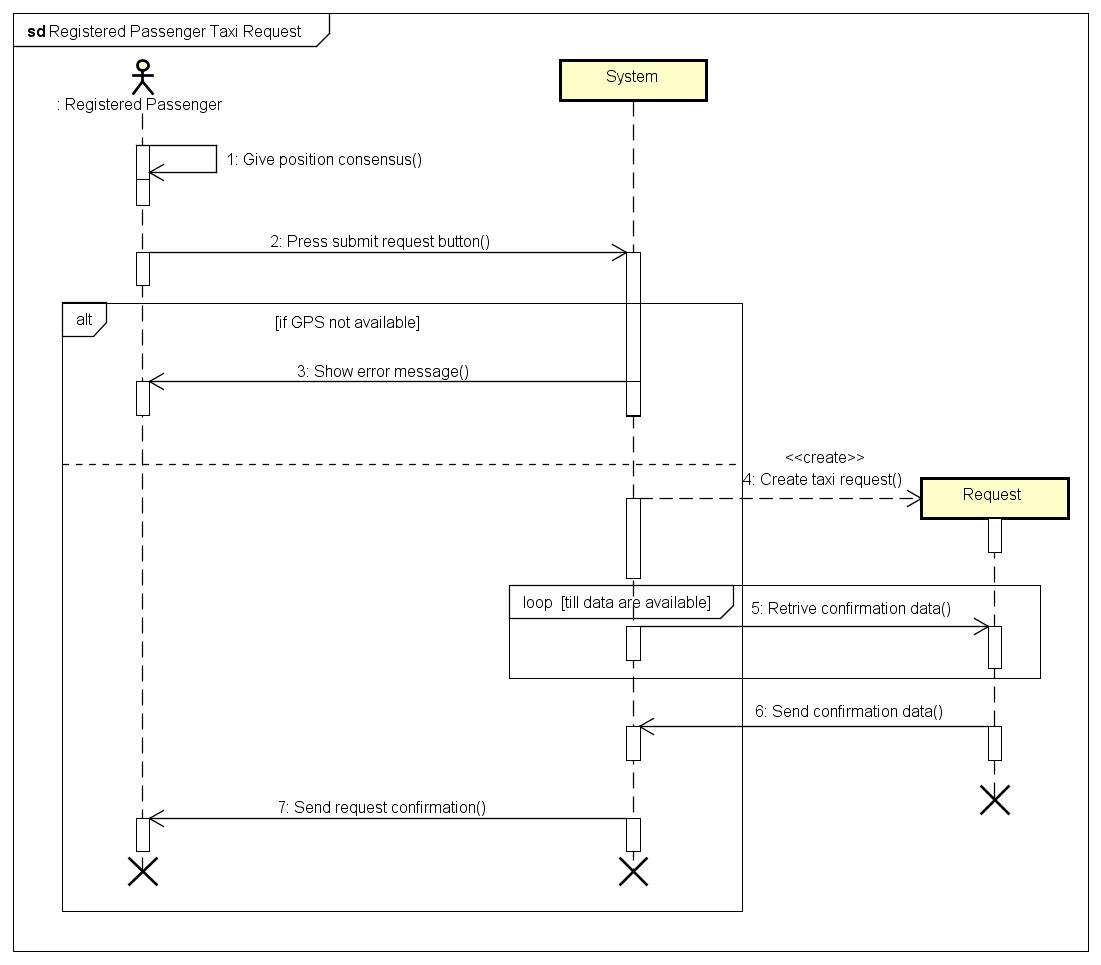 sd Registered Passenger Taxi Request
System
: Registered Passenger
1: Give position consensus()
2: Press submit request button()
alt
[if GPS not available]
3: Show error message()
<<create>>
4: Create taxi request()
Request
loop [till data are available]
5: Retrive confirmation data()
6: Send confirmation data()
7: Send request confirmation()